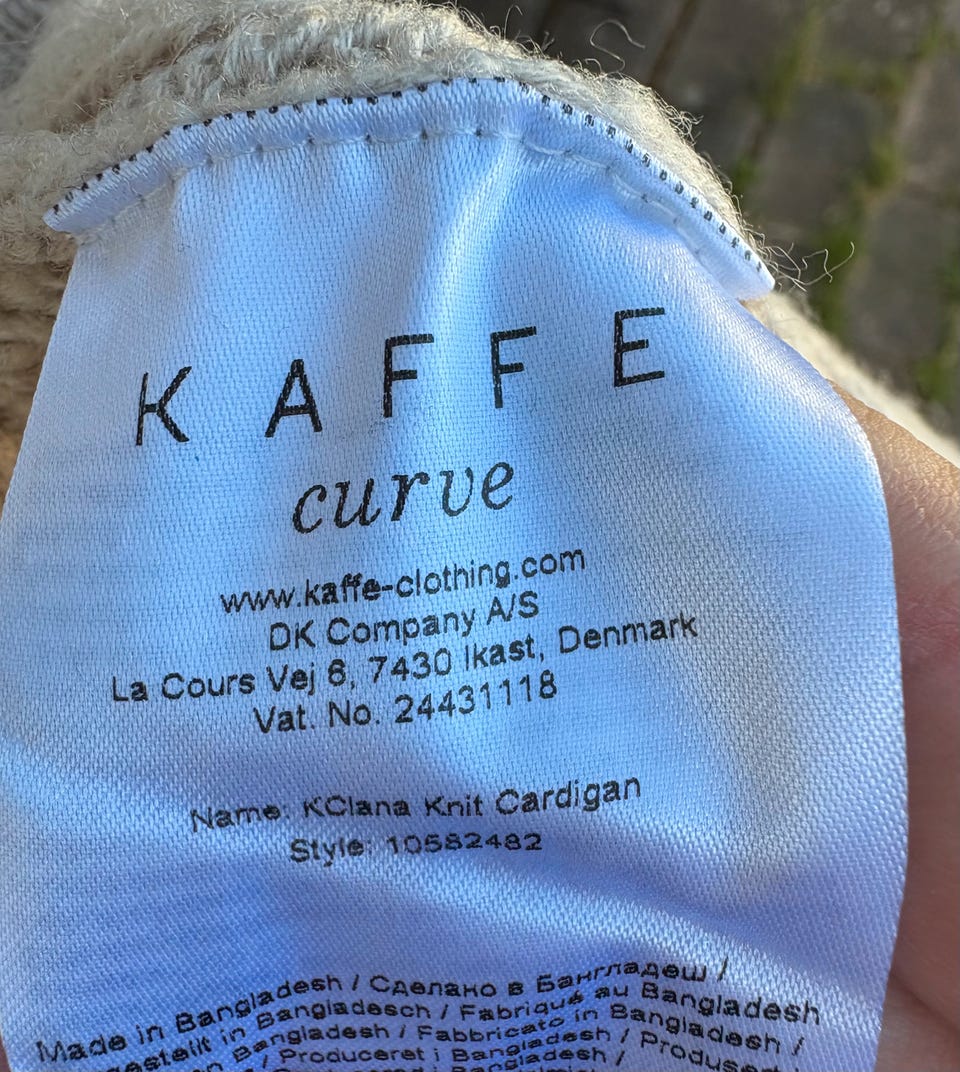 KAFFE
curve
www.kaffe-clothing.com
DK Company A/S
La Cours Vej 6, 7430 Ikast, Denmark
Vat. No. 24431118
Name: KClana Knit Cardigan
Style: 10582482
Made in Bangladesh / Сделано в Бангладеш /
gestellt in Bangladesch / Fabriqué au Bangladesh
Bangladesh / Fabbricato in Bangladesh /
/ Produceret i Bangladesh / Produsert